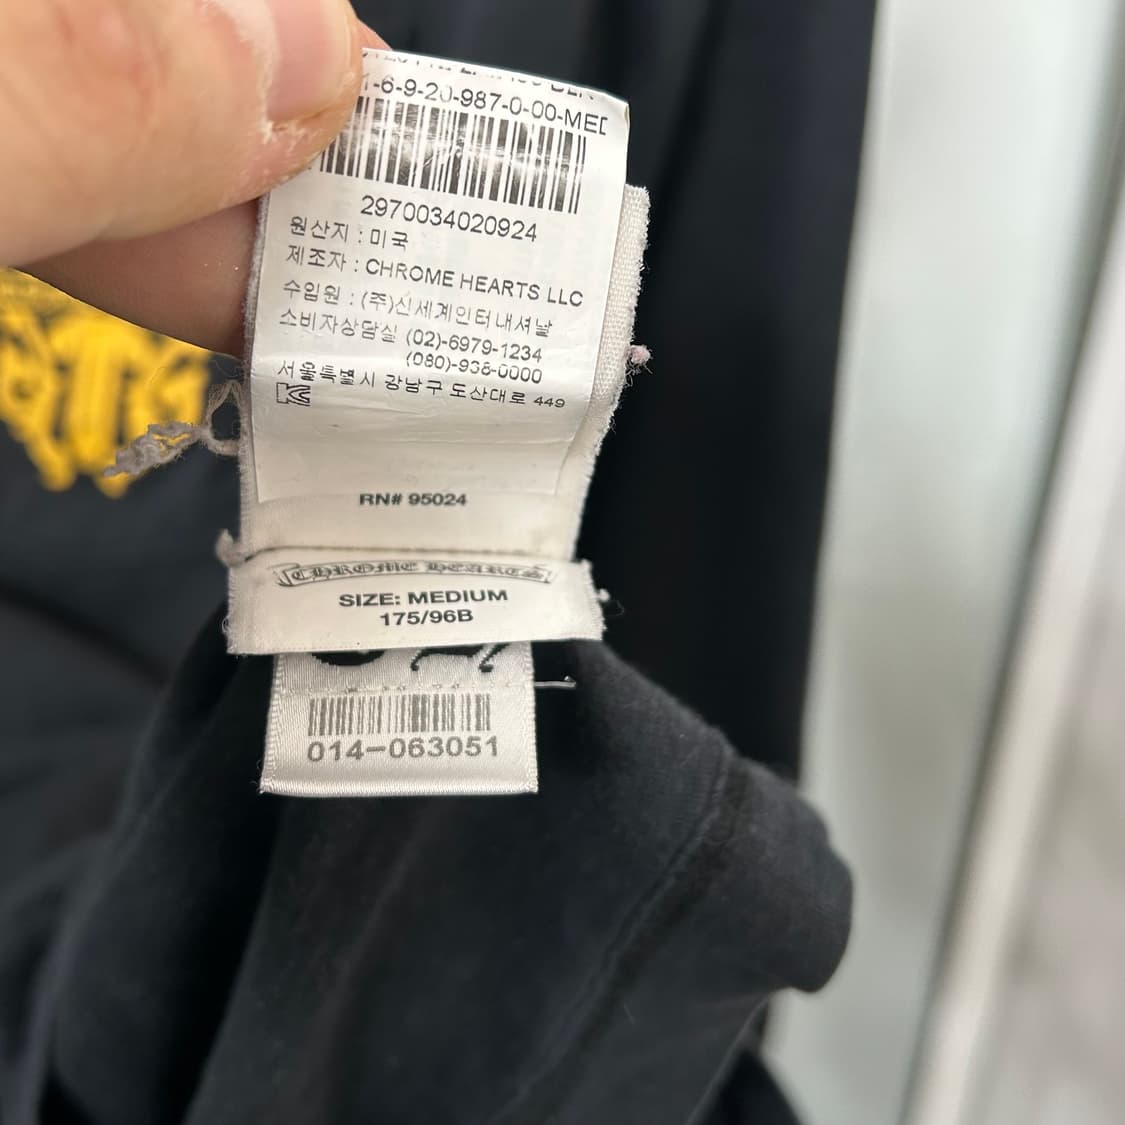 1-6-9-20-987-0-00-MED
2970034020924
원산지 : 미국
제조자 : CHROME HEARTS LLC
수입원 : (주)신세계인터내셔날
소비자상담실 (02)-6979-1234
(080)-938-0000
서울특별시 강남구 도산대로 449
RN# 95024
CHROME HEARTS
SIZE: MEDIUM
175/96B
014-063051